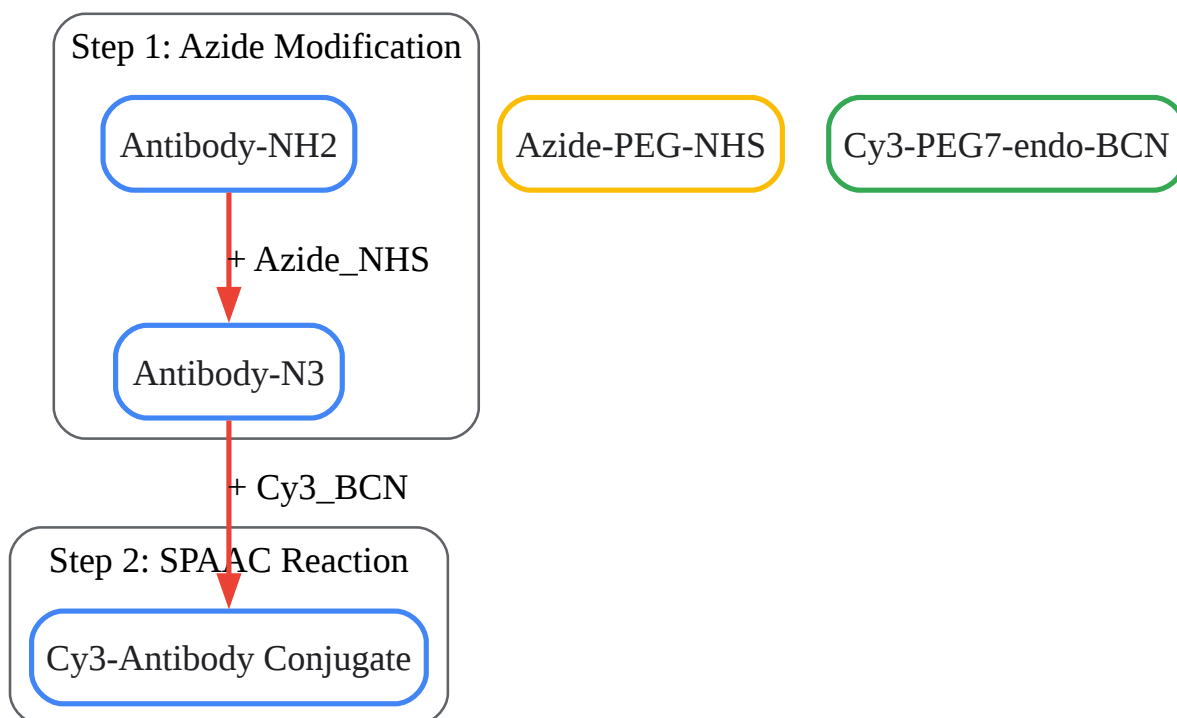 Step 1: Azide Modification
Antibody-NH2
Azide-PEG-NHS
Cy3-PEG7-endo-BCN
+ Azide_NHS
Antibody-N3
+ Cy3_BCN
Step 2: SPAAC Reaction
Cy3-Antibody Conjugate